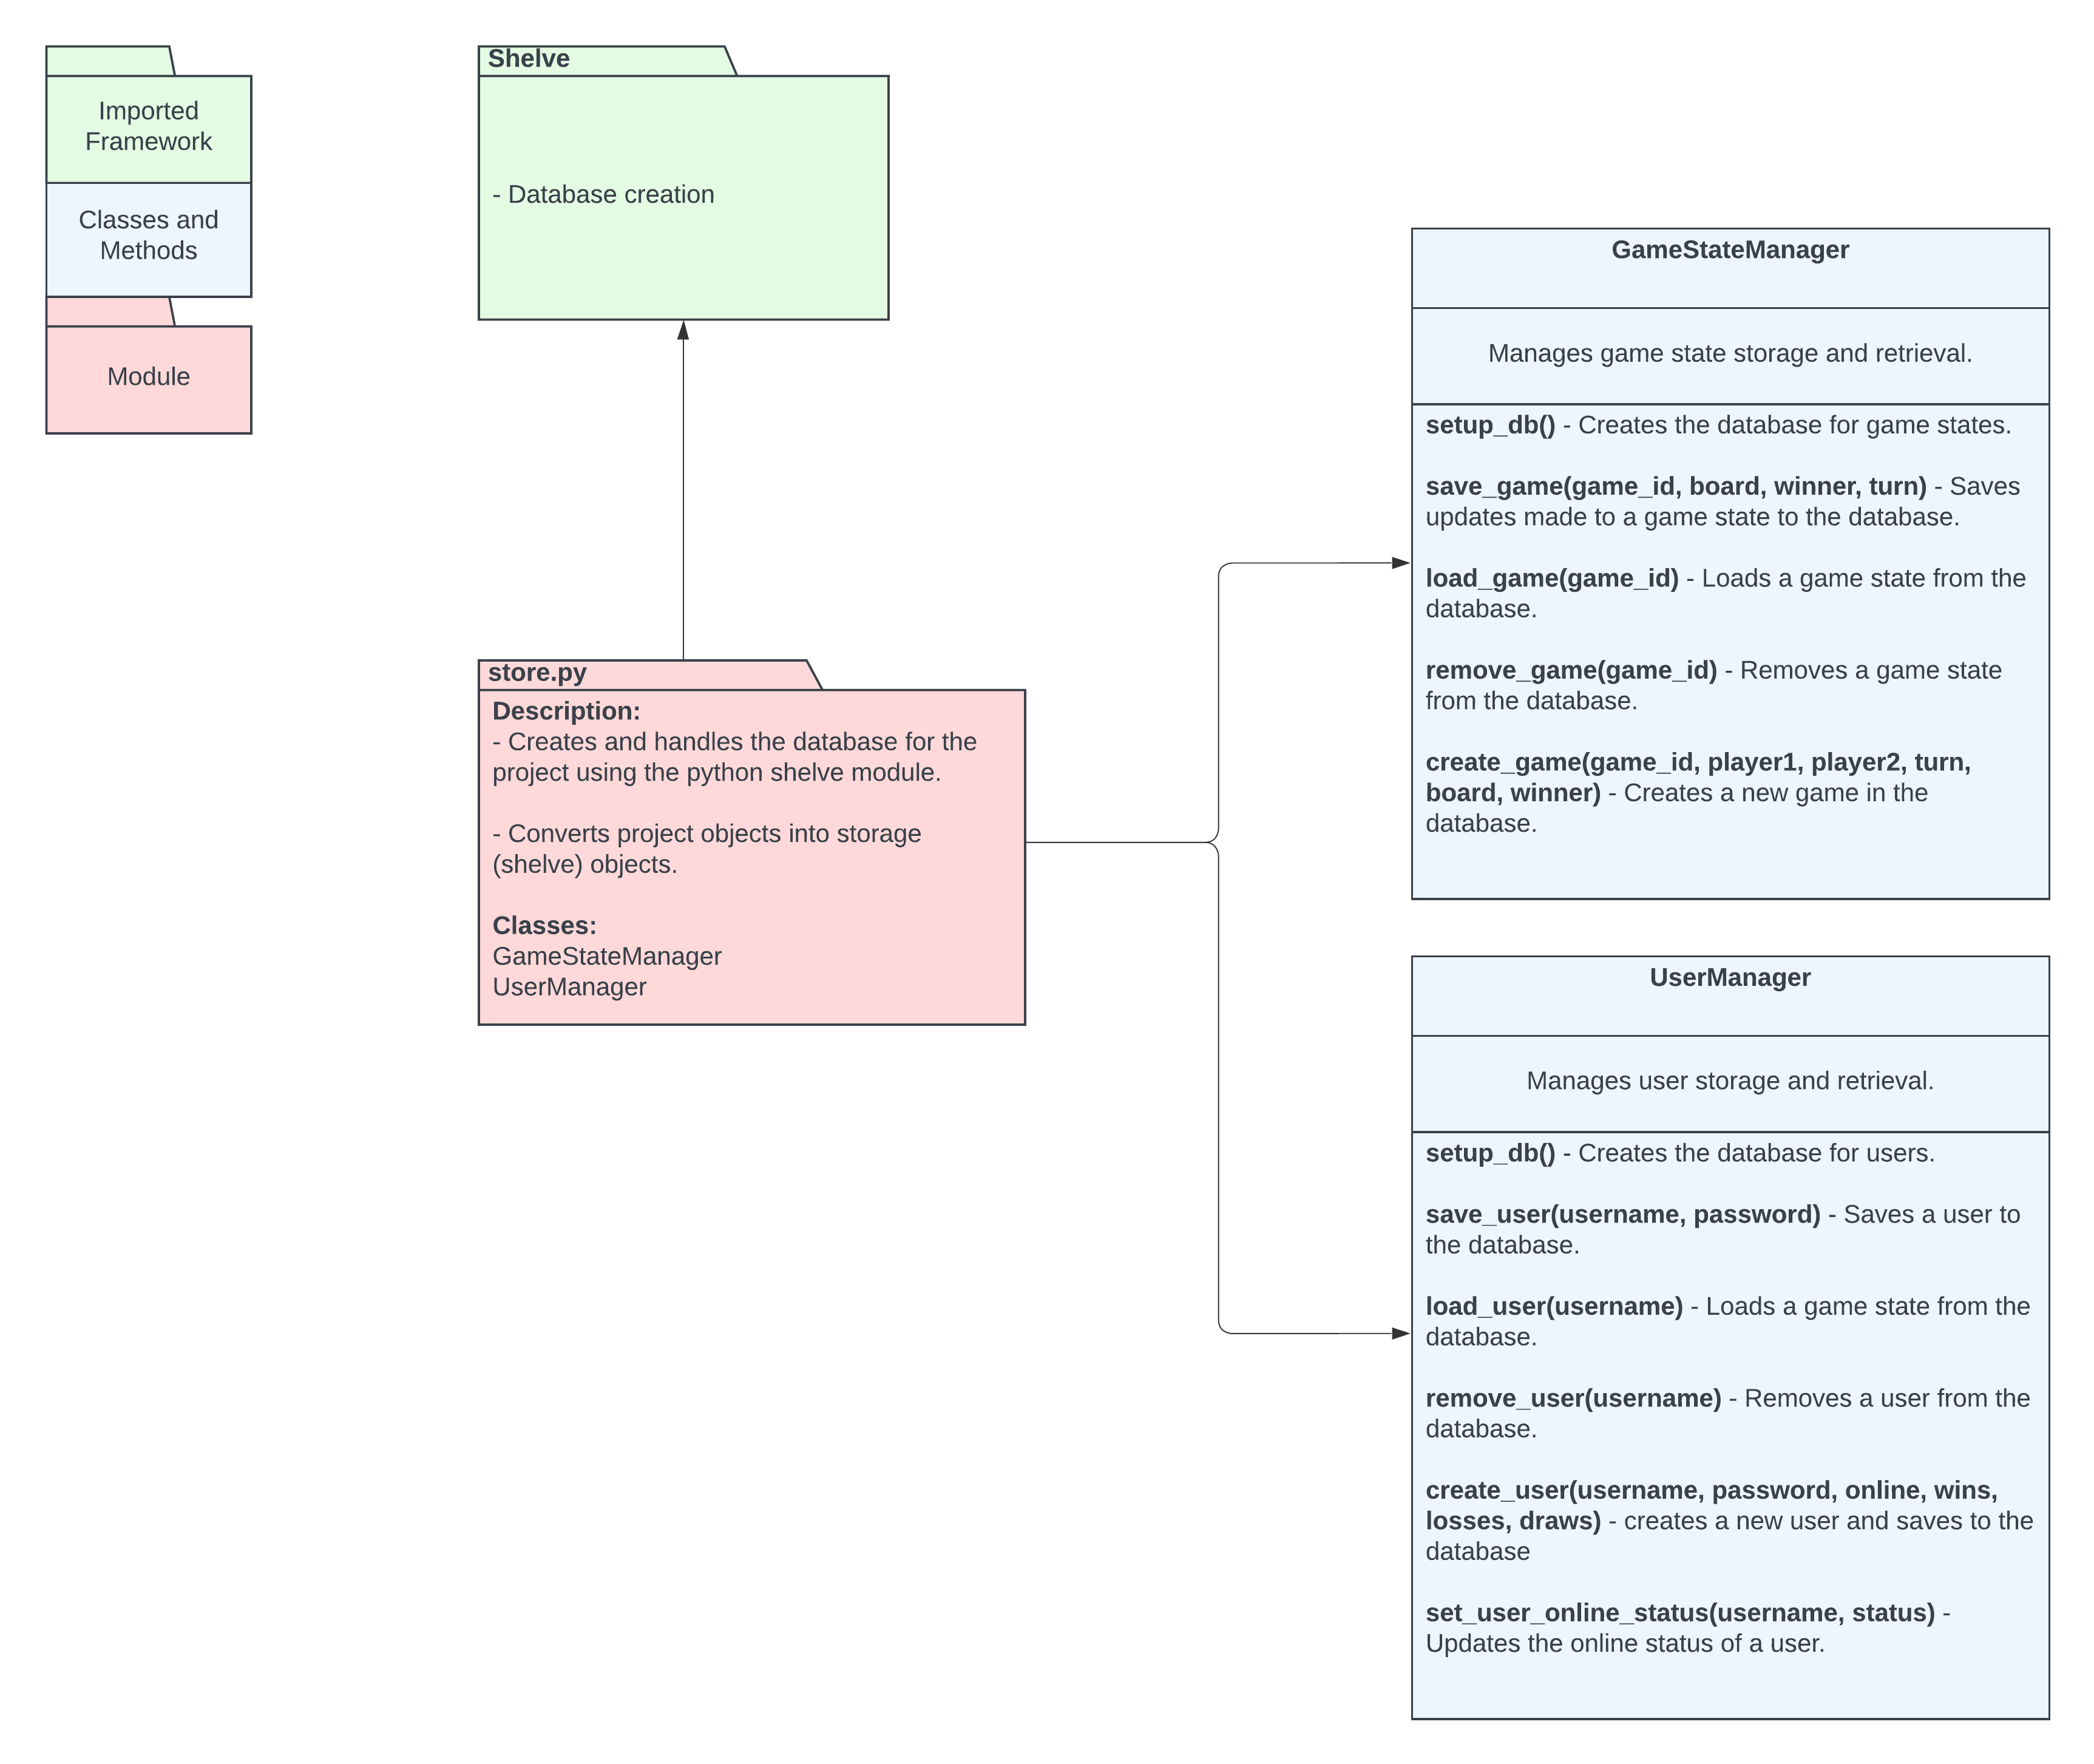 Imported
Framework
Classes and
Methods
Module
Shelve
- Database creation
store.py
Description:
- Creates and handles the database for the
project using the python shelve module.
- Converts project objects into storage
(shelve) objects.
Classes:
GameStateManager
UserManager
GameStateManager
Manages game state storage and retrieval.
setup_db() - Creates the database for game states.
save_game(game_id, board, winner, turn) - Saves
updates made to a game state to the database.
load_game(game_id) - Loads a game state from the
database.
remove_game(game_id) - Removes a game state
from the database.
create_game(game_id, player1, player2, turn,
board, winner) - Creates a new game in the
database.
UserManager
Manages user storage and retrieval.
setup_db() - Creates the database for users.
save_user(username, password) - Saves a user to
the database.
load_user(username) - Loads a game state from the
database.
remove_user(username) - Removes a user from the
database.
create_user(username, password, online, wins,
losses, draws) - creates a new user and saves to the
database
set_user_online_status(username, status) -
Updates the online status of a user.